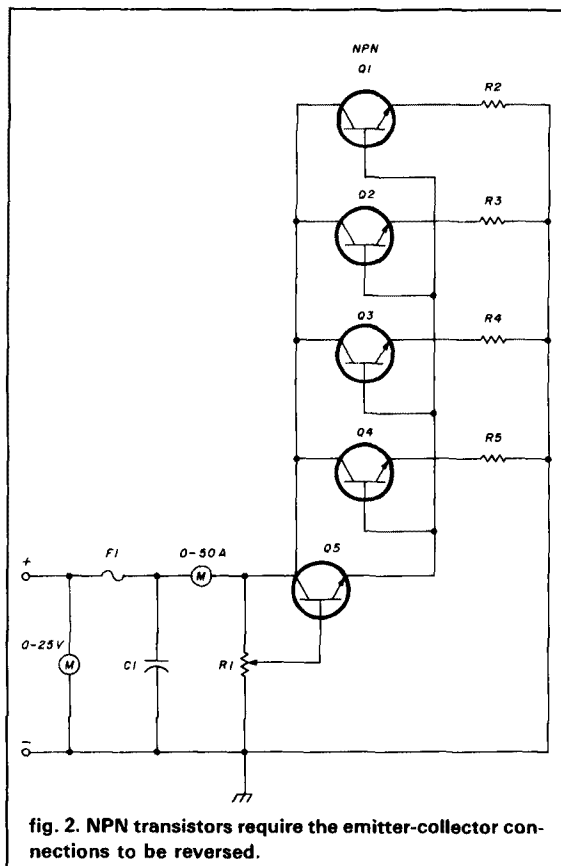 NPN
Q1
R2
Q2
R3
Q3
R4
Q4
R5
Q5
+
F1
0-50A
M
0-25V
M
C1
R1
−
fig. 2. NPN transistors require the emitter-collector con-
nections to be reversed.